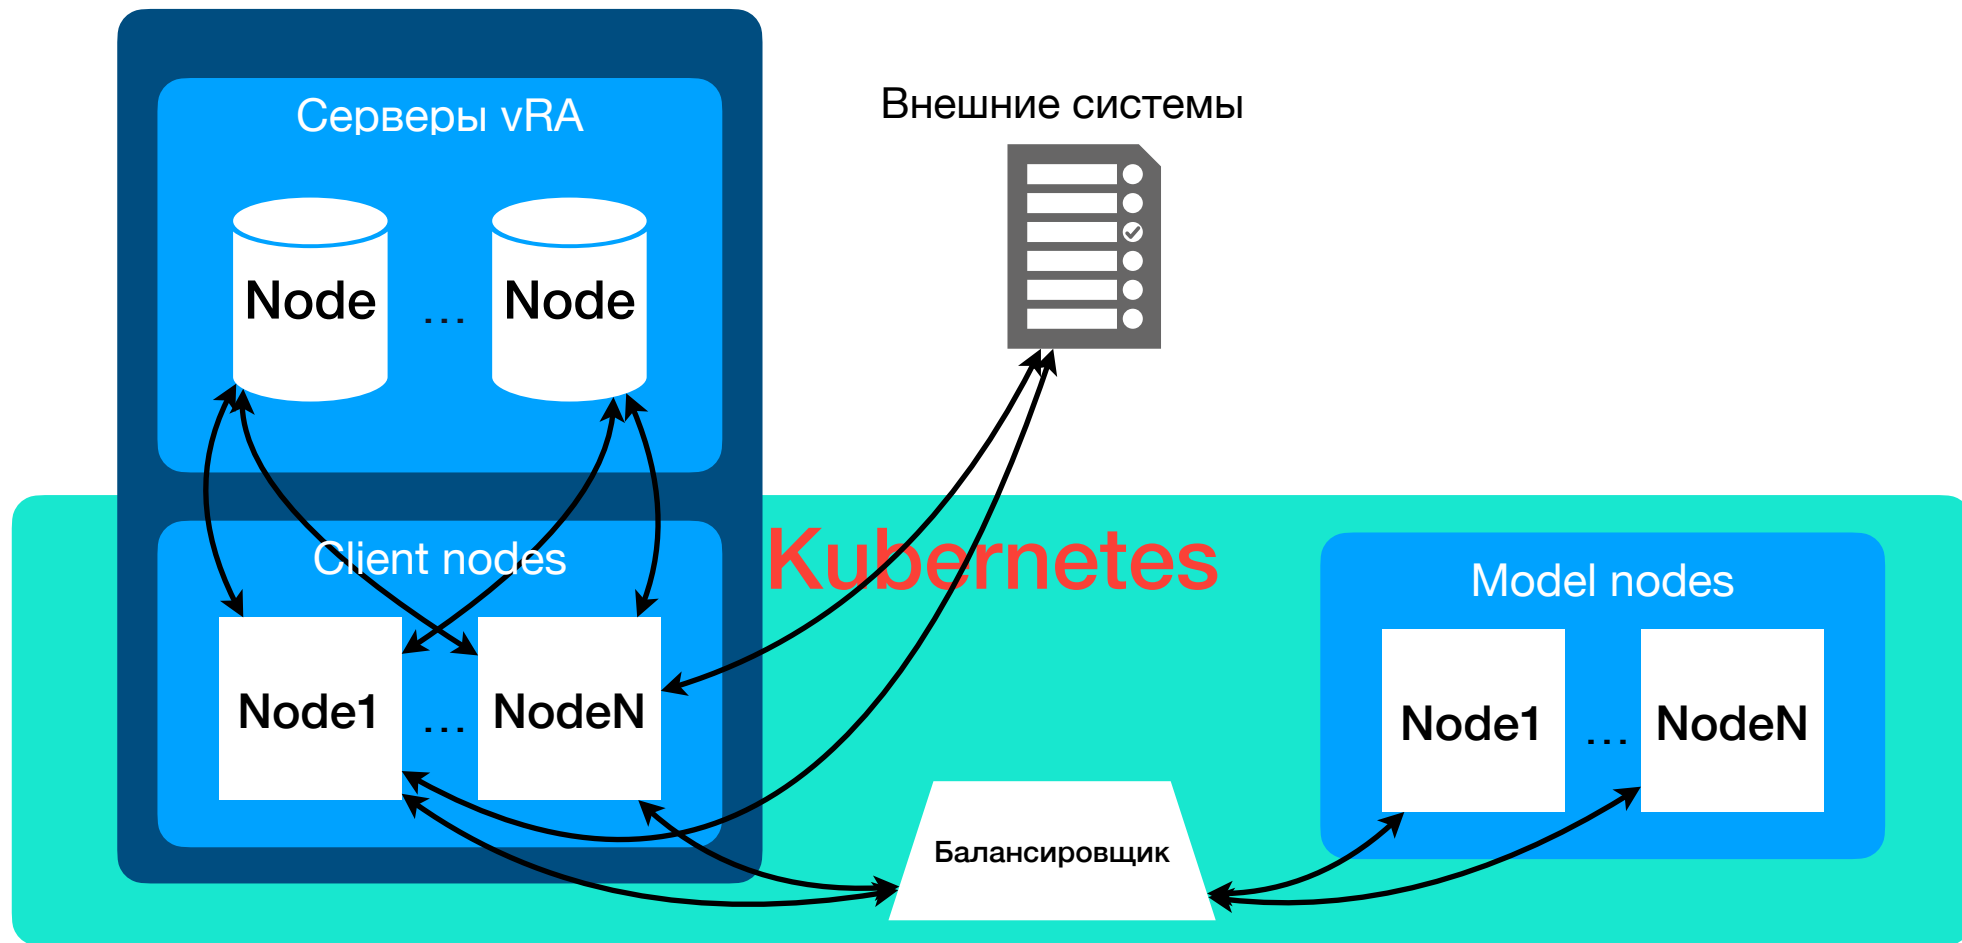 Серверы vRA
Node
...
Node
Внешние системы
Kubernetes
Client nodes
Node1
...
NodeN
Балансировщик
Model nodes
Node1
...
NodeN